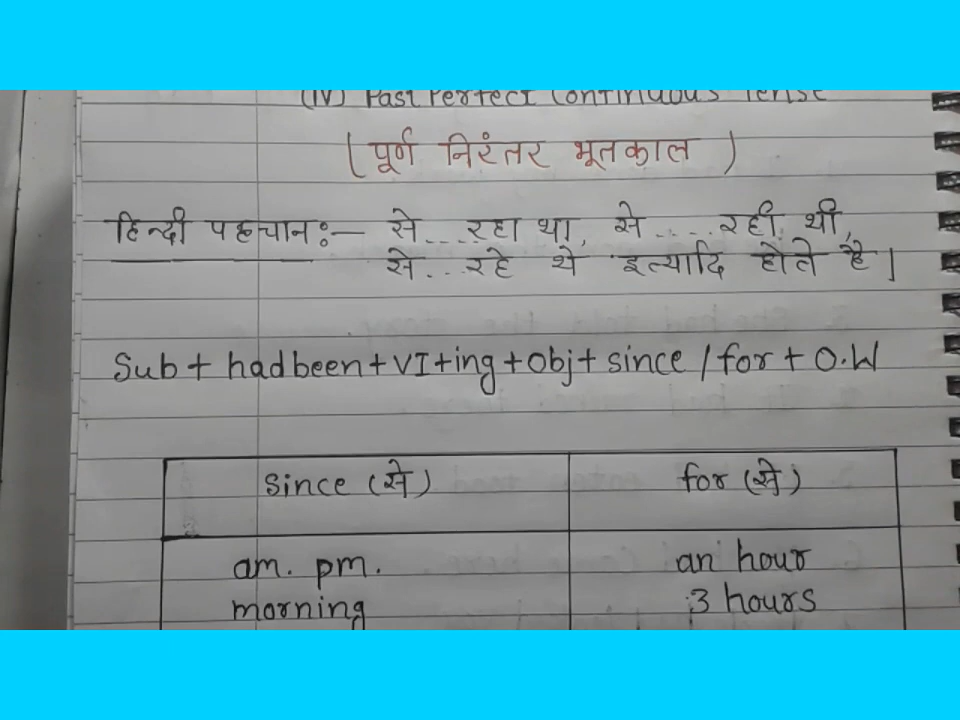 (IV) Past Perfect Continuous Tense
(पूर्ण निरंतर भूतकाल )
हिन्दी पहचान:- से....रहा था, से ....रही थी,
से...रहे थे इत्यादि होते है।
Sub + had been + VI + ing + Obj + since / for + O.W
since (से)
for (से)
am. pm.
an hour
morning
3 hours